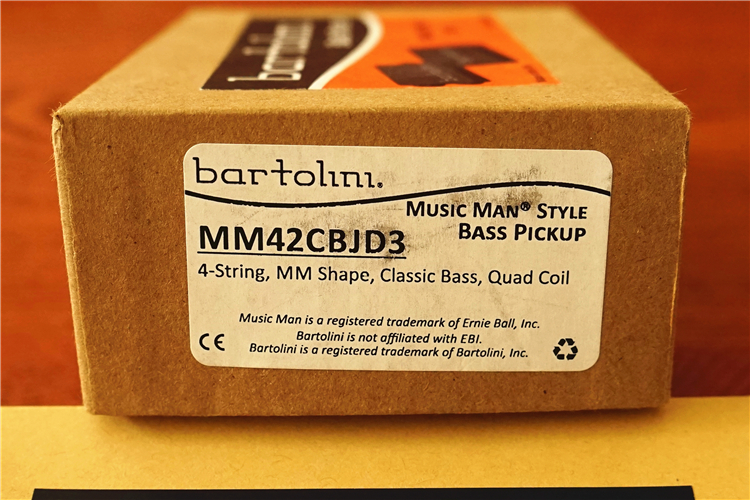 bartolini
bartolini®
MUSIC MAN® STYLE
BASS PICKUP
MM42CBJD3
4-String, MM Shape, Classic Bass, Quad Coil
Music Man is a registered trademark of Ernie Ball, Inc.
Bartolini is not affiliated with EBI.
CE
Bartolini is a registered trademark of Bartolini, Inc.